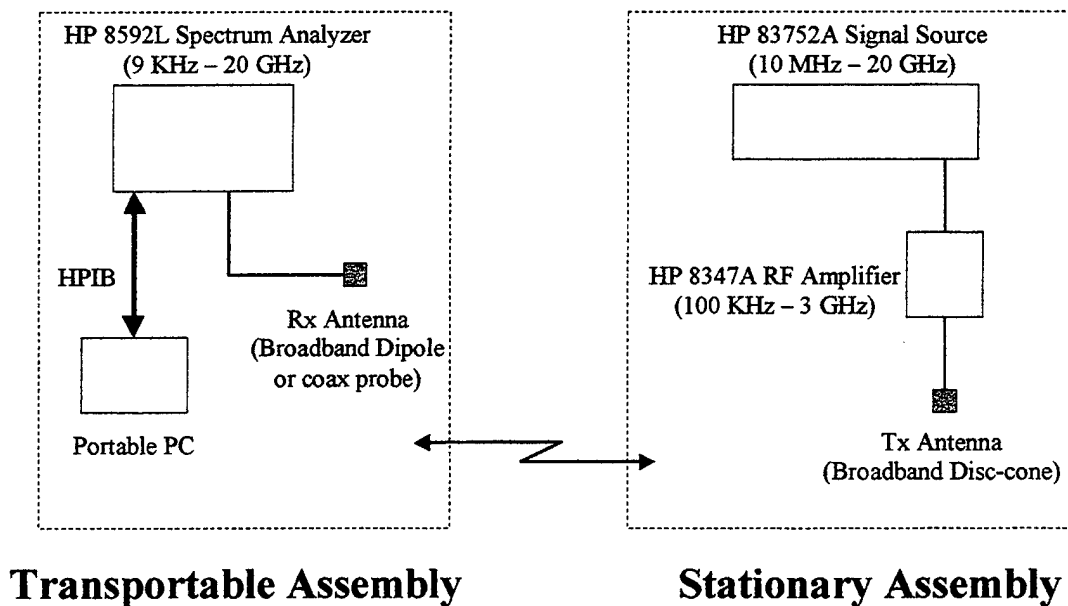 HP 8592L Spectrum Analyzer
(9 KHz – 20 GHz)
HPIB
Rx Antenna
(Broadband Dipole
or coax probe)
Portable PC
Transportable Assembly
HP 83752A Signal Source
(10 MHz – 20 GHz)
HP 8347A RF Amplifier
(100 KHz – 3 GHz)
Tx Antenna
(Broadband Disc-cone)
Stationary Assembly